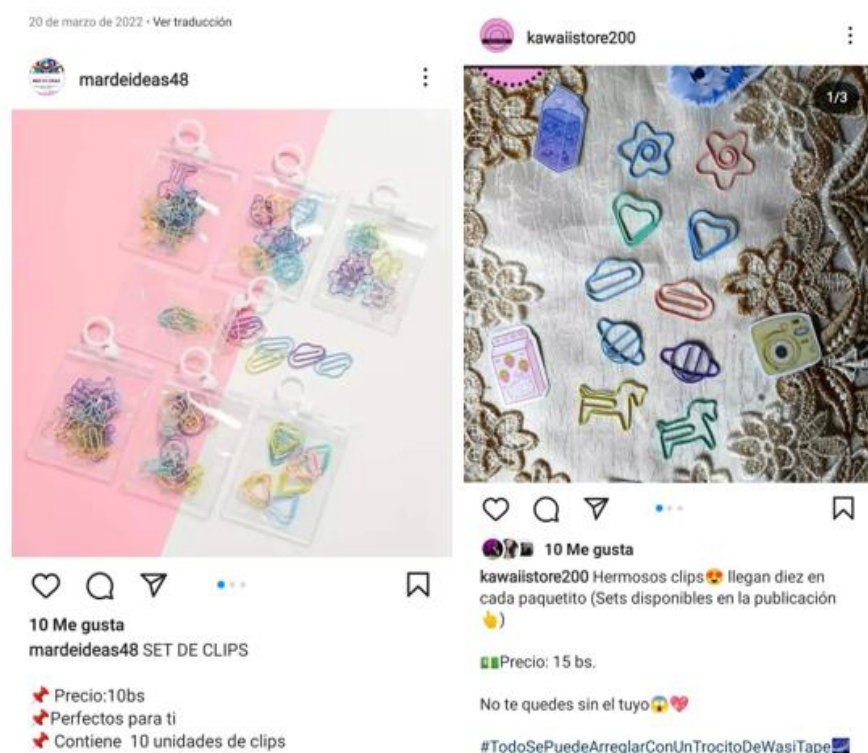 20 de marzo de 2022 • Ver traducción
mardeideas48
10 Me gusta
mardeideas48 SET DE CLIPS
📌 Precio:10bs
📌Perfectos para ti
📌 Contiene 10 unidades de clips
kawaiistore200
1/3
10 Me gusta
kawaiistore200 Hermosos clips😍 llegan diez en
cada paquetito (Sets disponibles en la publicación
👆)
💵Precio: 15 bs.
No te quedes sin el tuyo😱💖
#TodoSePuedeArreglarConUnTrocitoDeWasiTape🌌